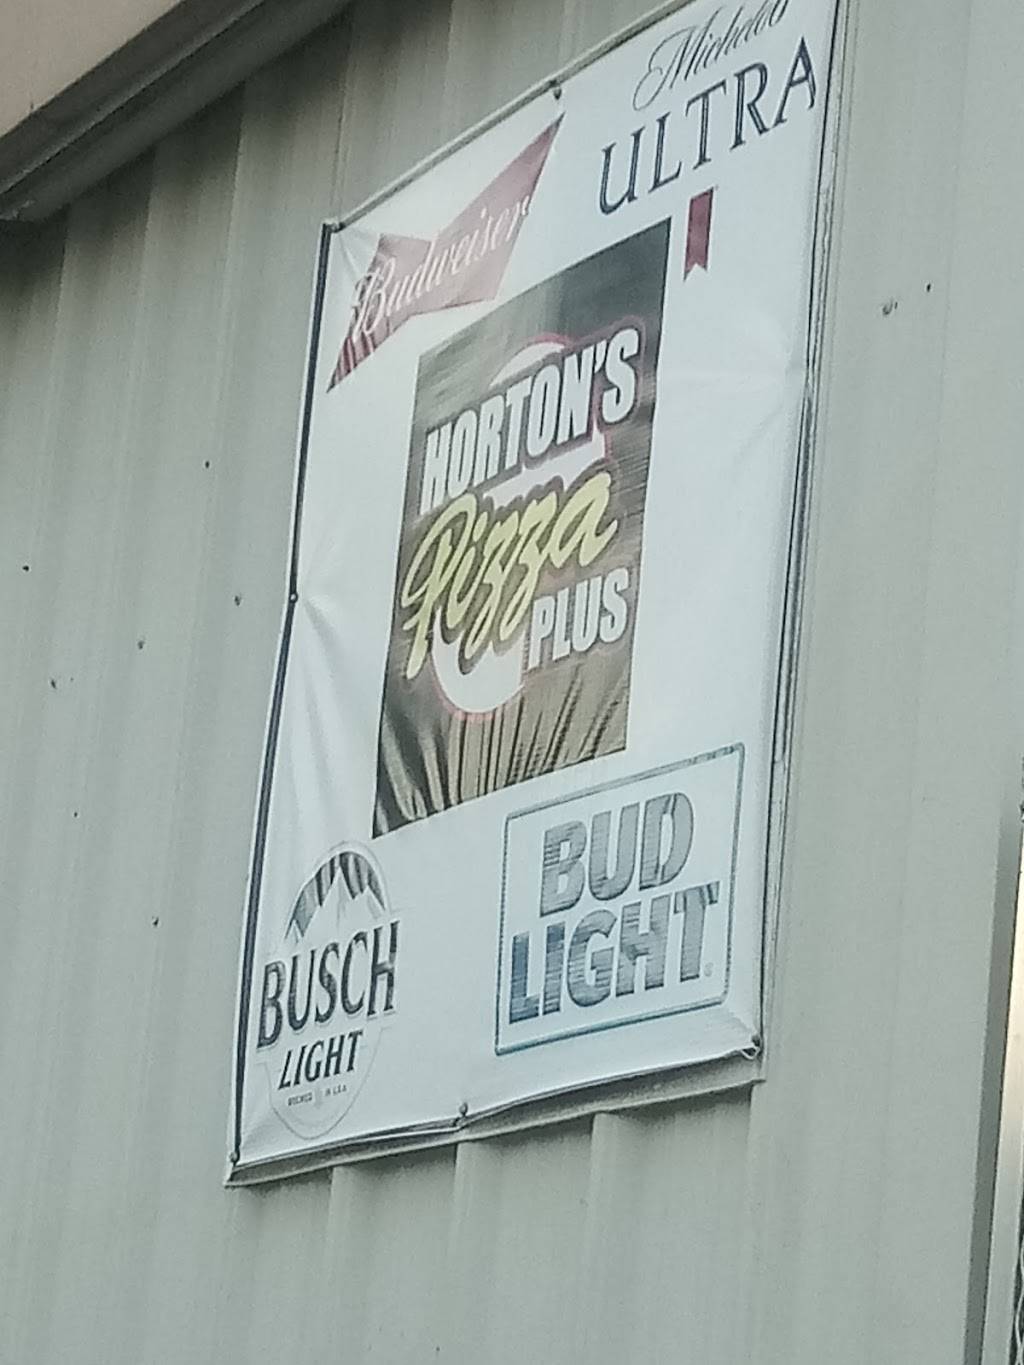 Michelob
ULTRA
Budweiser
HORTON'S
Pizza
PLUS
BUD
LIGHT
BUSCH
LIGHT